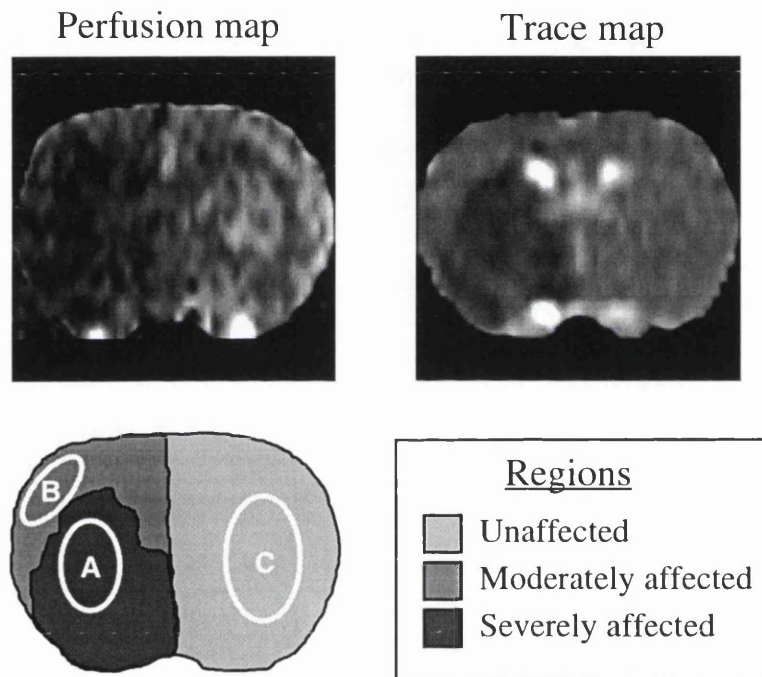 Perfusion map
Trace map
B
A
C
Regions
Unaffected
Moderately affected
Severely affected